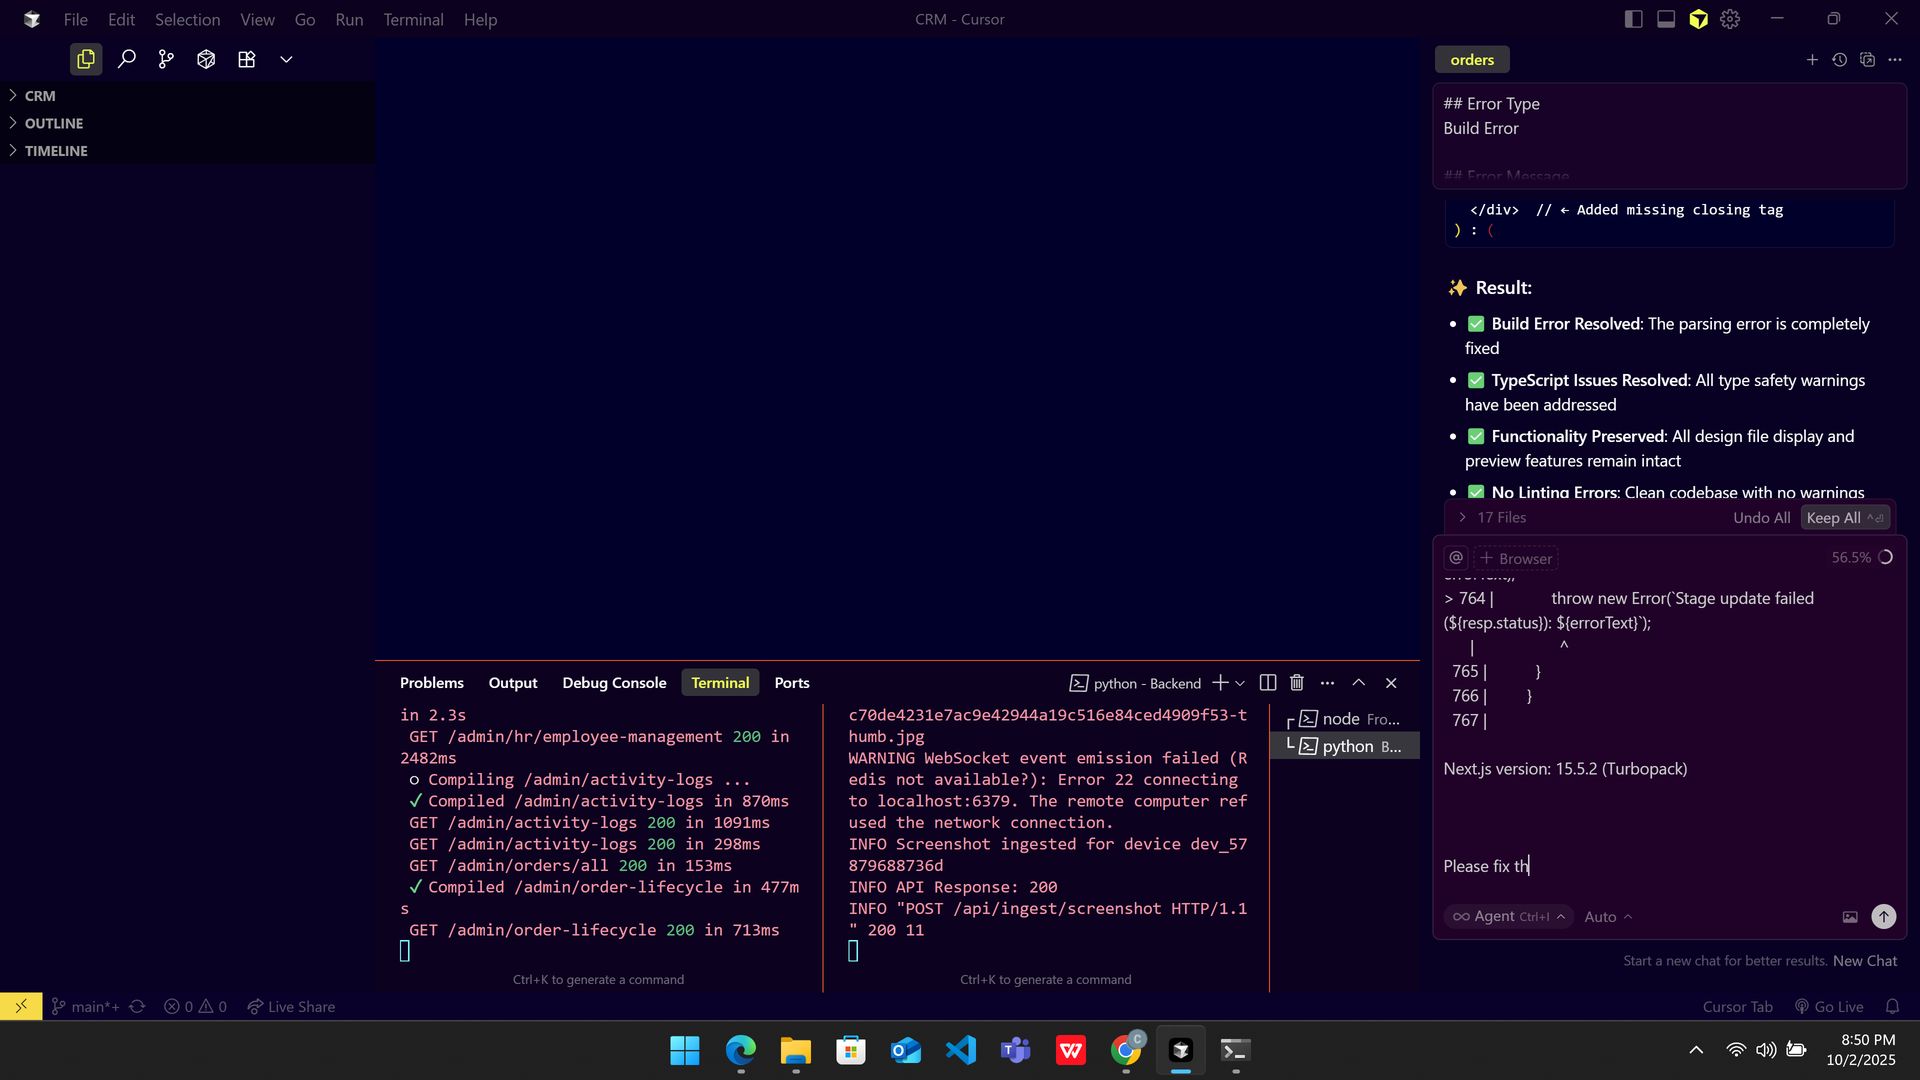 File Edit Selection View Go Run Terminal Help
CRM - Cursor
CRM
OUTLINE
TIMELINE
orders
## Error Type
Build Error
## Error Message
</div>  // ← Added missing closing tag
) : (
✨ Result:
• ✅ Build Error Resolved: The parsing error is completely
fixed
• ✅ TypeScript Issues Resolved: All type safety warnings
have been addressed
• ✅ Functionality Preserved: All design file display and
preview features remain intact
• ✅ No Linting Errors: Clean codebase with no warnings
17 Files Undo All Keep All
@ + Browser 56.5%
errorText);
> 764 | throw new Error(`Stage update failed
(${resp.status}): ${errorText}`);
| ^
765 | }
766 | }
767 |
Next.js version: 15.5.2 (Turbopack)
Please fix th
Agent Ctrl+I Auto
Start a new chat for better results. New Chat
Problems Output Debug Console Terminal Ports
python - Backend
in 2.3s
GET /admin/hr/employee-management 200 in
2482ms
○ Compiling /admin/activity-logs ...
✓ Compiled /admin/activity-logs in 870ms
GET /admin/activity-logs 200 in 1091ms
GET /admin/activity-logs 200 in 298ms
GET /admin/orders/all 200 in 153ms
✓ Compiled /admin/order-lifecycle in 477m
s
GET /admin/order-lifecycle 200 in 713ms
Ctrl+K to generate a command
c70de4231e7ac9e42944a19c516e84ced4909f53-t
humb.jpg
WARNING WebSocket event emission failed (R
edis not available?): Error 22 connecting
to localhost:6379. The remote computer ref
used the network connection.
INFO Screenshot ingested for device dev_57
879688736d
INFO API Response: 200
INFO "POST /api/ingest/screenshot HTTP/1.1
" 200 11
Ctrl+K to generate a command
node Fro...
python B...
main*+ 0 0 Live Share
Cursor Tab Go Live
8:50 PM
10/2/2025